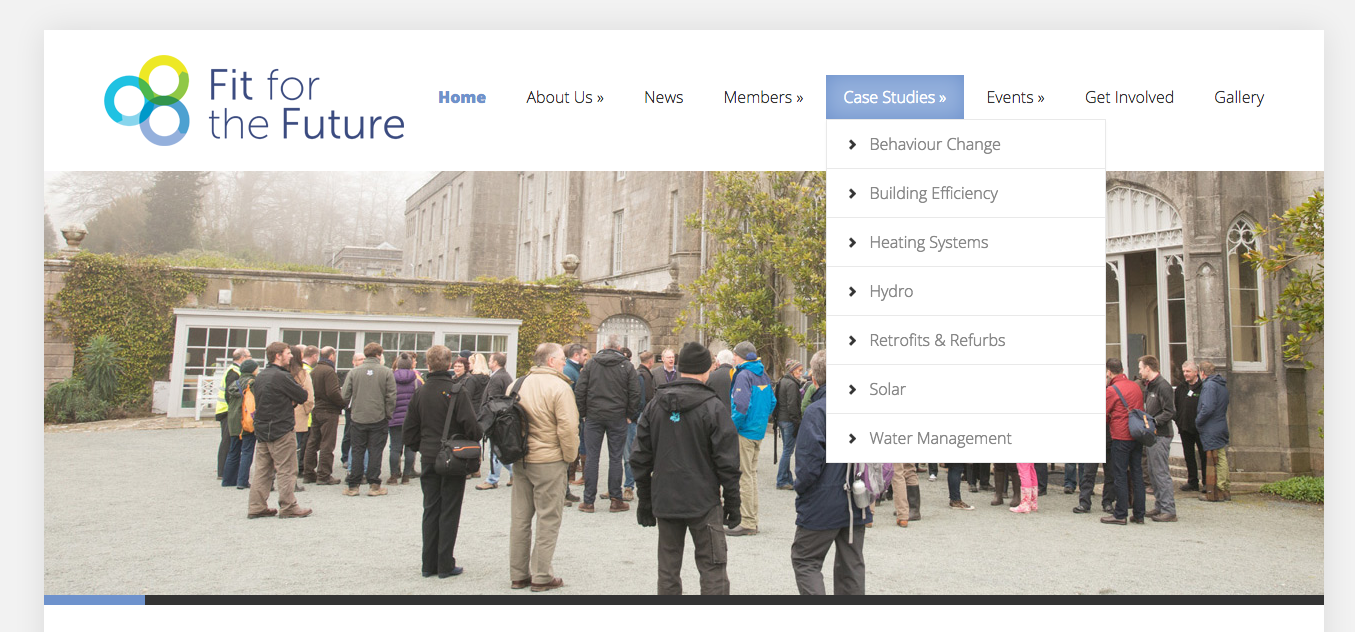 Fit for
the Future
Home
About Us »
News
Members »
Case Studies »
Events »
Get Involved
Gallery
Behaviour Change
Building Efficiency
Heating Systems
Hydro
Retrofits & Refurbs
Solar
Water Management